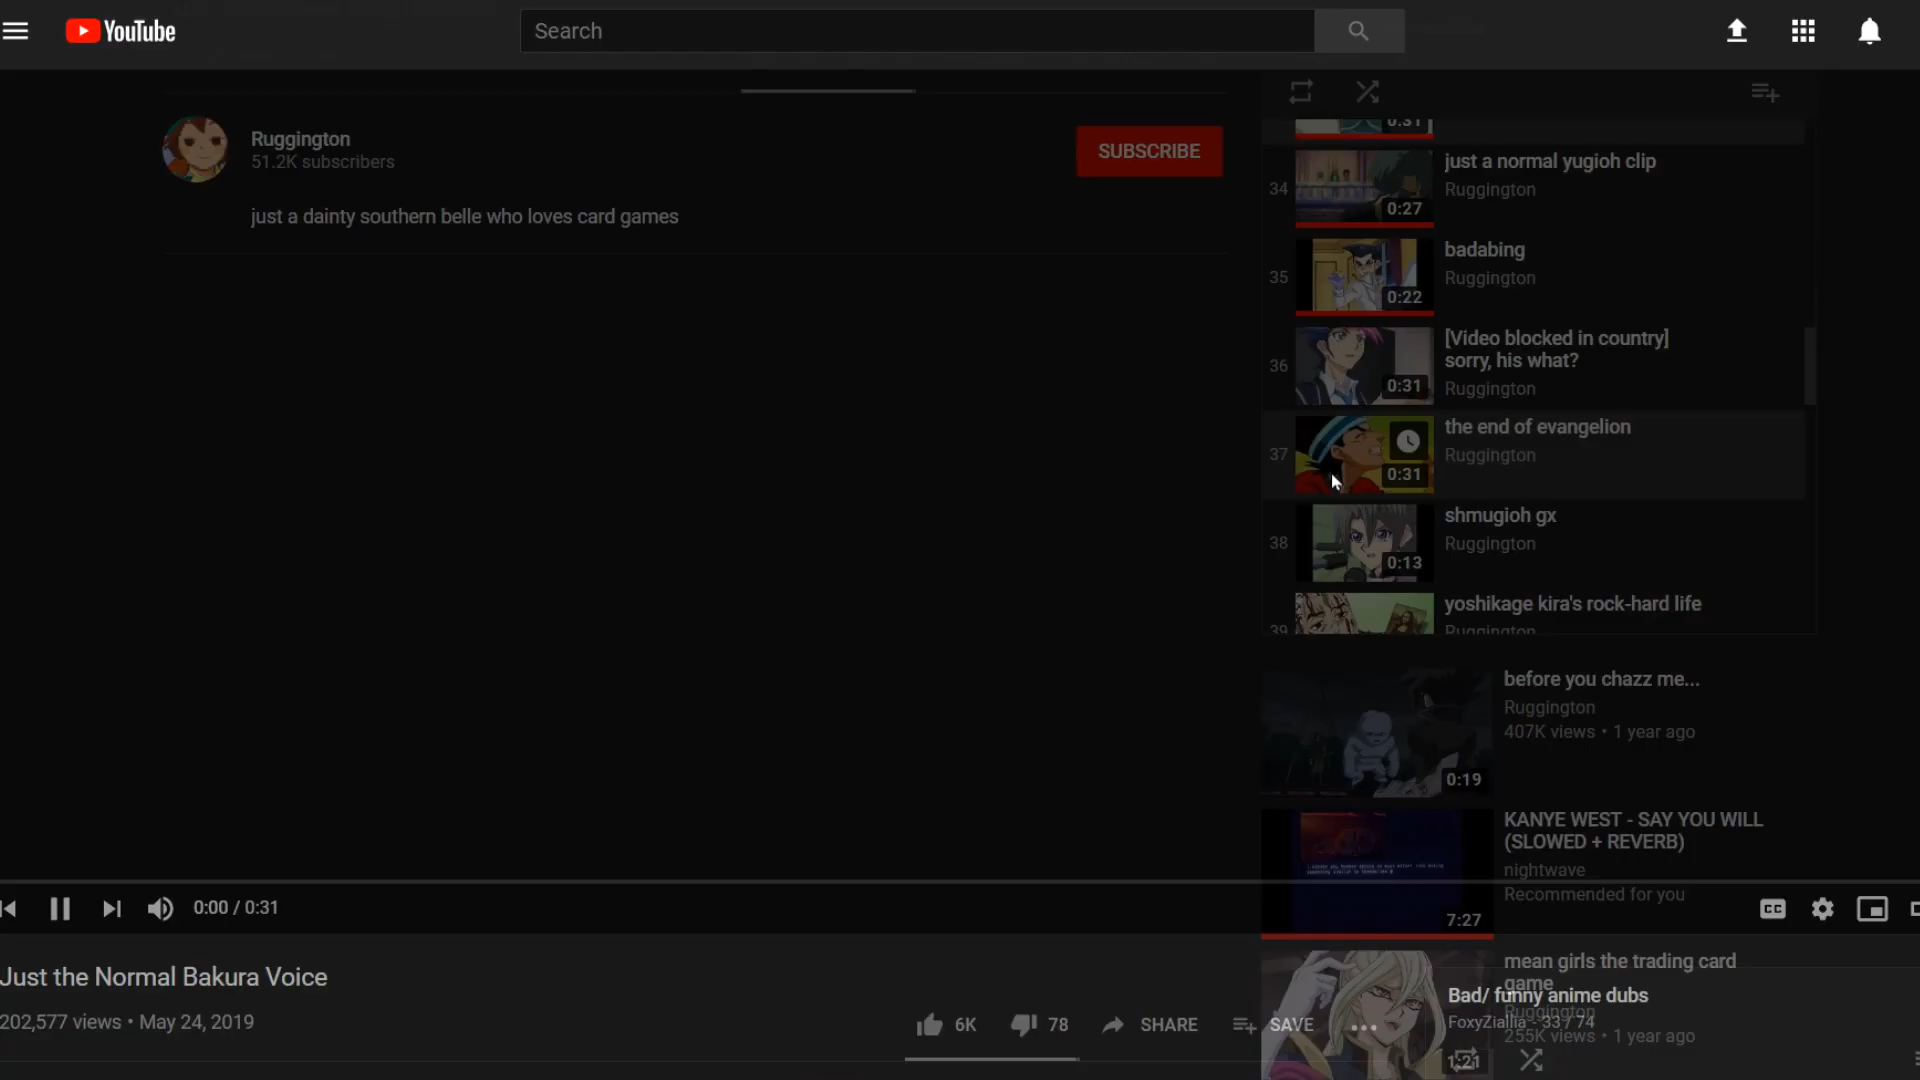 YouTube
Search
Ruggington
51.2K subscribers
SUBSCRIBE
just a dainty southern belle who loves card games
0:31
34
just a normal yugioh clip
Ruggington
0:27
35
badabing
Ruggington
0:22
36
[Video blocked in country]
sorry, his what?
Ruggington
0:31
37
the end of evangelion
Ruggington
0:31
38
shmugioh gx
Ruggington
0:13
39
yoshikage kira's rock-hard life
Ruggington
before you chazz me...
Ruggington
407K views • 1 year ago
0:19
KANYE WEST - SAY YOU WILL
(SLOWED + REVERB)
nightwave
Recommended for you
7:27
0:00 / 0:31
CC
Just the Normal Bakura Voice
202,577 views • May 24, 2019
6K
78
SHARE
SAVE
mean girls the trading card
game
Ruggington
255K views • 1 year ago
1:21
Bad/ funny anime dubs
FoxyZiallia - 33 / 74